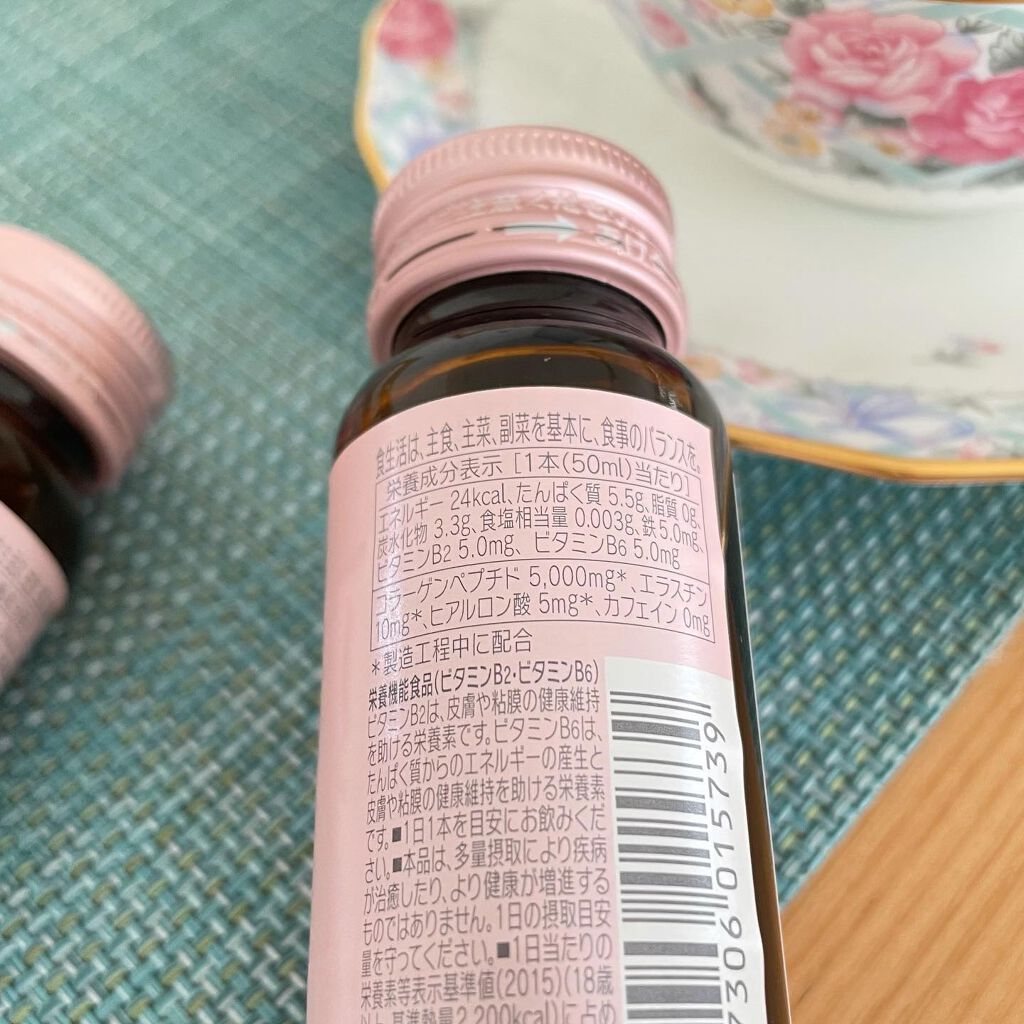 食生活は、主食、主菜、副菜を基本に、食事のバランスを。
栄養成分表示［1本(50ml)当たり］
エネルギー 24kcal、たんぱく質 5.5g、脂質 0g、
炭水化物 3.3g、食塩相当量 0.003g、鉄 5.0mg、
ビタミンB2 5.0mg、ビタミンB6 5.0mg
コラーゲンペプチド 5,000mg*、エラスチン
10mg*、ヒアルロン酸 5mg*、カフェイン 0mg
*製造工程中に配合
栄養機能食品(ビタミンB2・ビタミンB6)
ビタミンB2は、皮膚や粘膜の健康維持
を助ける栄養素です。ビタミンB6は、
たんぱく質からのエネルギーの産生と
皮膚や粘膜の健康維持を助ける栄養素
です。■1日1本を目安にお飲みくだ
さい。■本品は、多量摂取により疾病
が治癒したり、より健康が増進する
ものではありません。1日の摂取目安
量を守ってください。■1日当たりの
栄養素等表示基準値(2015)(18歳
以上、基準熱量2,200kcal)に占め
7306 015739